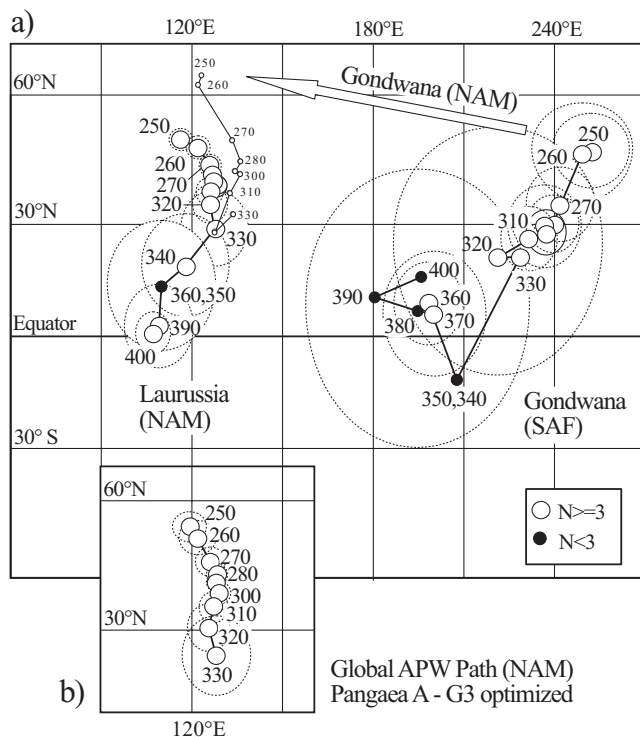 a)
120°E
180°E
240°E
60°N
250
260
Gondwana (NAM)
250
260
270
280
300
310
330
250
260
270
320
330
340
360,350
390
400
30°N
310
320
330
270
400
390
360
380
370
Equator
350,340
Laurussia
(NAM)
Gondwana
(SAF)
30° S
N>=3
N<3
60°N
250
260
270
280
300
310
320
330
30°N
b)
120°E
Global APW Path (NAM)
Pangaea A - G3 optimized